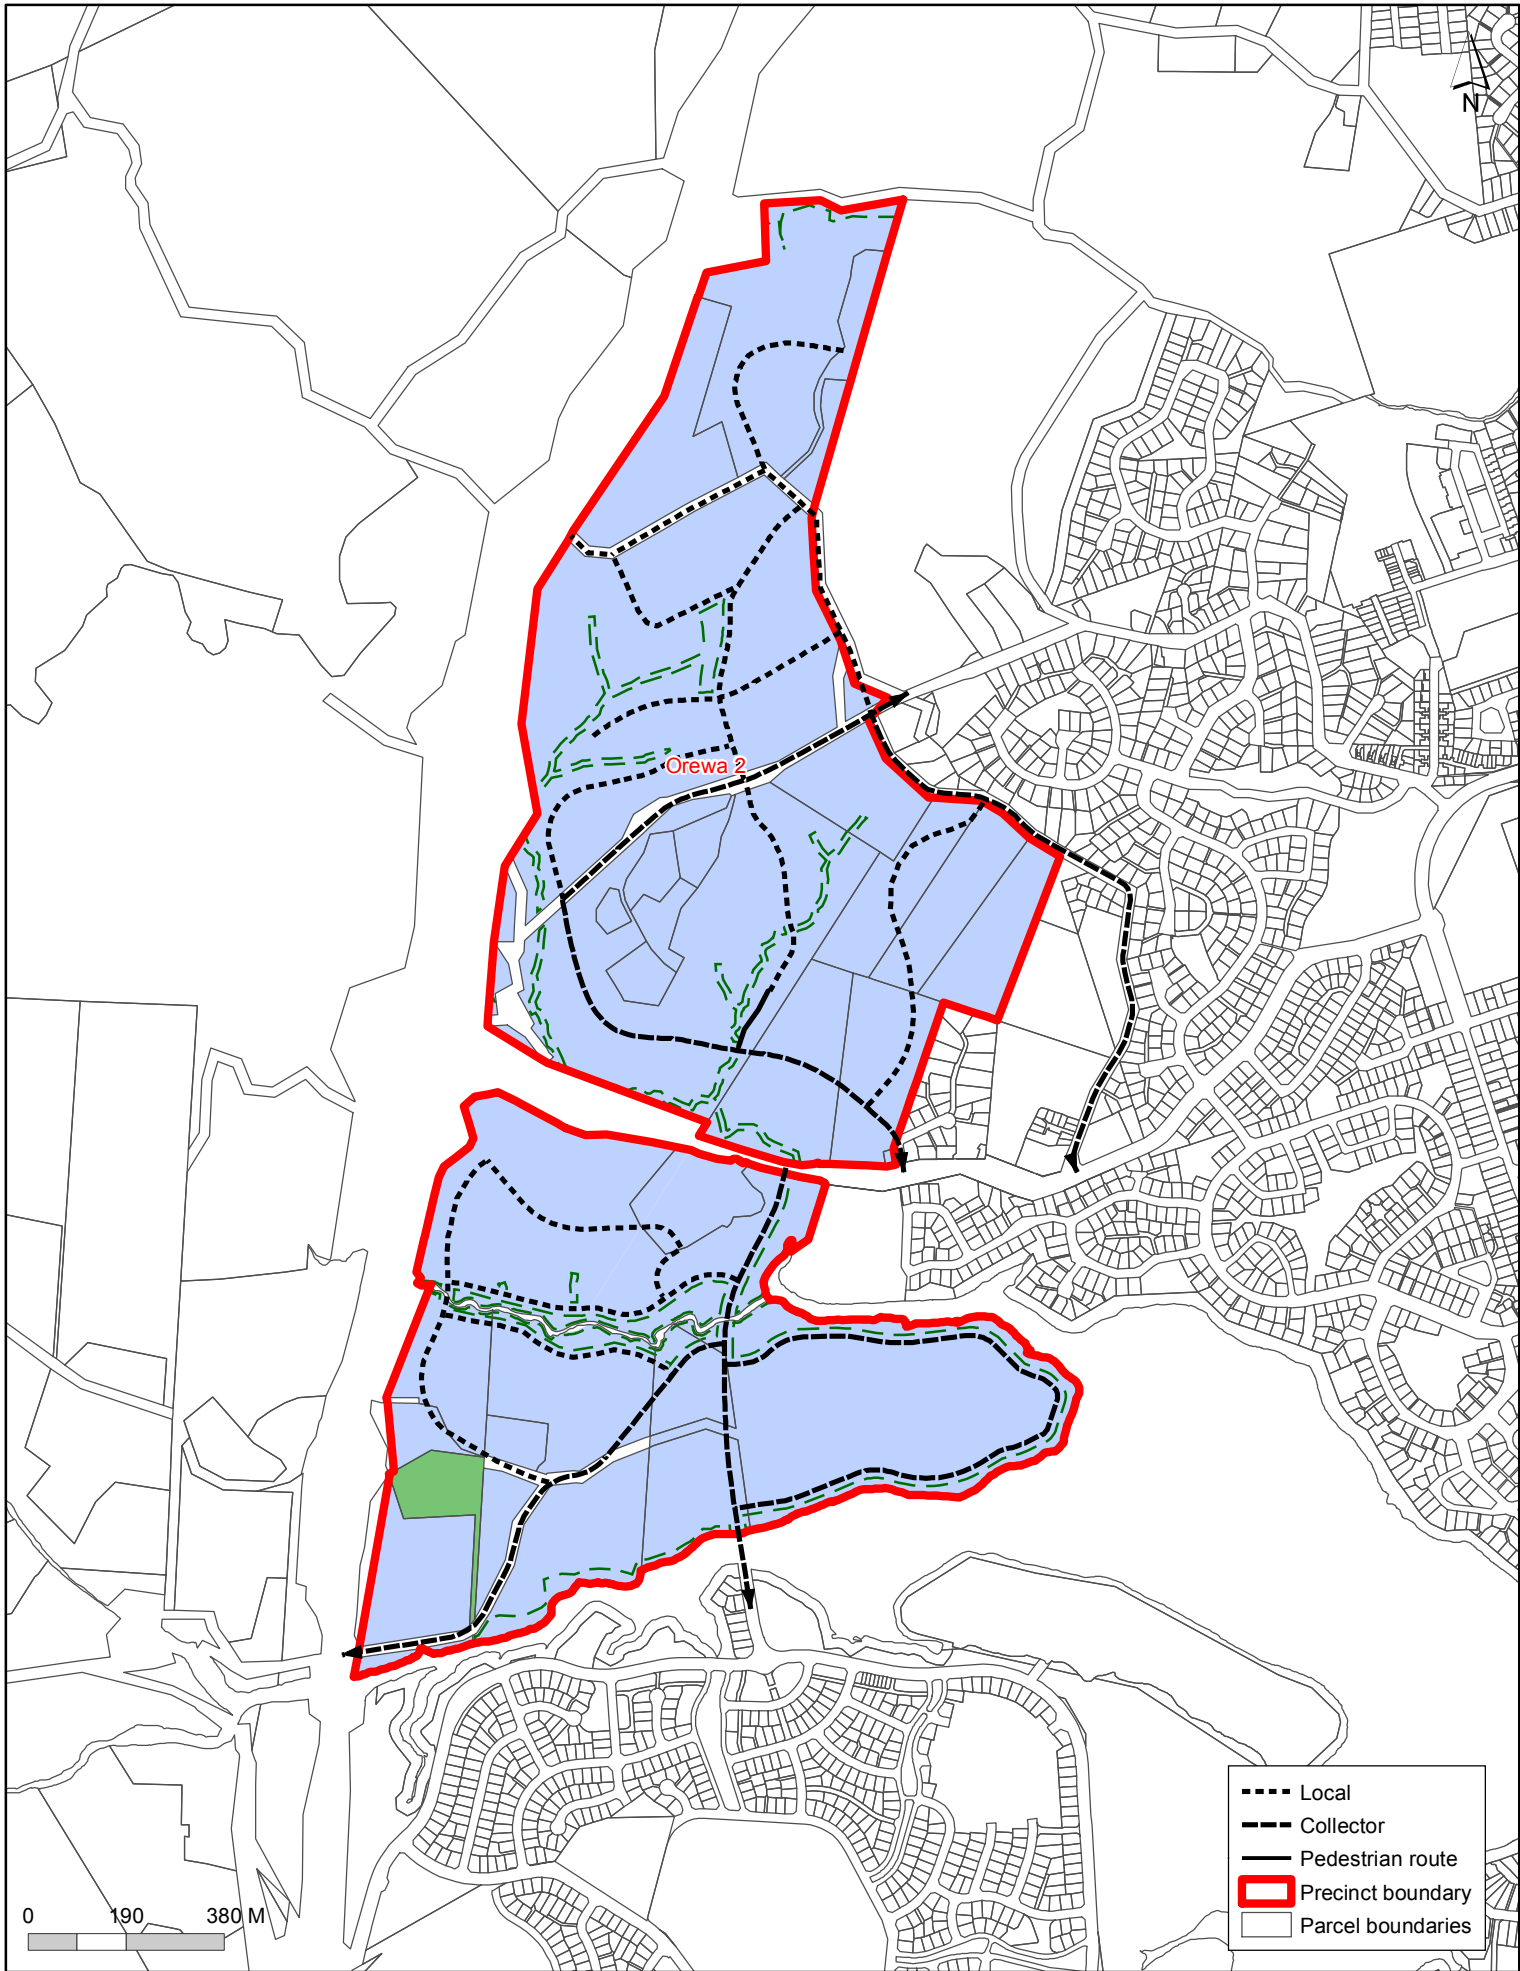 N
Orewa 2
Local
Collector
Pedestrian route
Precinct boundary
Parcel boundaries
0 190 380 M